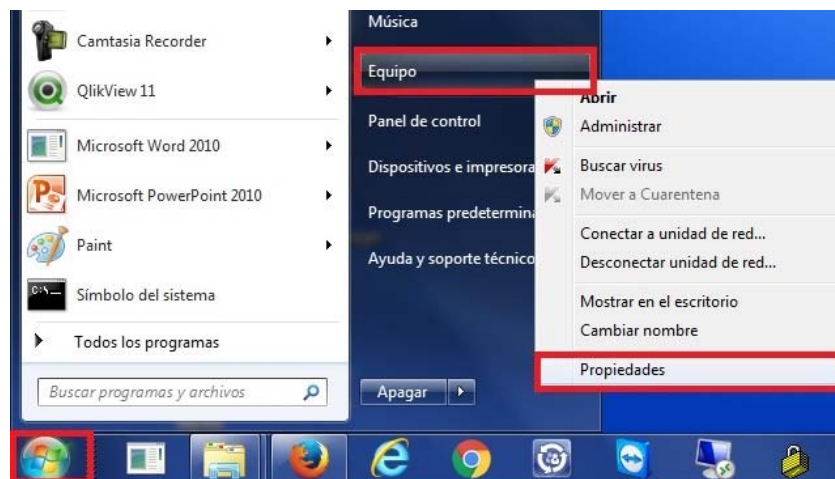 Camtasia Recorder
QlikView 11
Microsoft Word 2010
Microsoft PowerPoint 2010
Paint
Símbolo del sistema
Todos los programas
Buscar programas y archivos
Música
Equipo
Panel de control
Dispositivos e impresora
Programas predetermina
Ayuda y soporte técnico
Apagar
Abrir
Administrar
Buscar virus
Mover a Cuarentena
Conectar a unidad de red...
Desconectar unidad de red...
Mostrar en el escritorio
Cambiar nombre
Propiedades